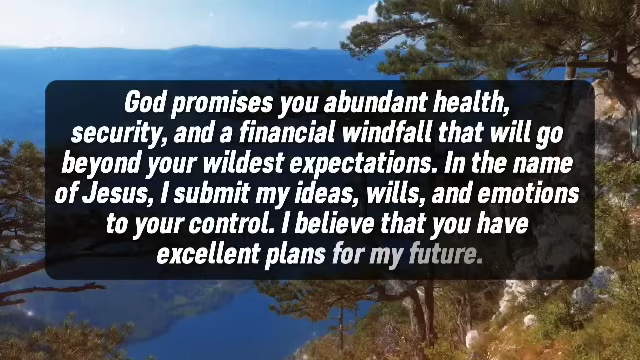 God promises you abundant health,
security, and a financial windfall that will go
beyond your wildest expectations. In the name
of Jesus, I submit my ideas, wills, and emotions
to your control. I believe that you have
excellent plans for my future.